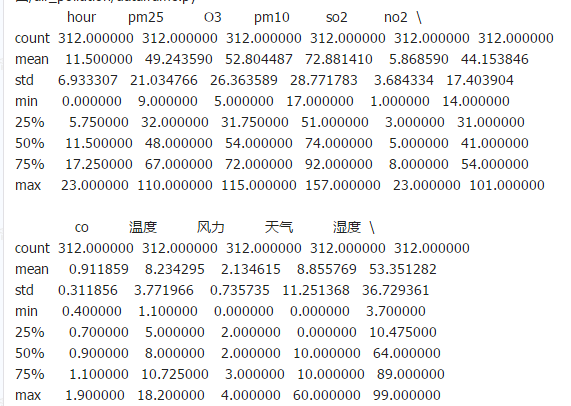 hour pm25 O3 pm10 so2 no2 \
count 312.000000 312.000000 312.000000 312.000000 312.000000 312.000000
mean 11.500000 49.243590 52.804487 72.881410 5.868590 44.153846
std 6.933307 21.034766 26.363589 28.771783 3.684334 17.403904
min 0.000000 9.000000 5.000000 17.000000 1.000000 14.000000
25% 5.750000 32.000000 31.750000 51.000000 3.000000 31.000000
50% 11.500000 48.000000 54.000000 74.000000 5.000000 41.000000
75% 17.250000 67.000000 72.000000 92.000000 8.000000 54.000000
max 23.000000 110.000000 115.000000 157.000000 23.000000 101.000000
co 温度 风力 天气 湿度 \
count 312.000000 312.000000 312.000000 312.000000 312.000000
mean 0.911859 8.234295 2.134615 8.855769 53.351282
std 0.311856 3.771966 0.735735 11.251368 36.729361
min 0.400000 1.100000 0.000000 0.000000 3.700000
25% 0.700000 5.000000 2.000000 0.000000 10.475000
50% 0.900000 8.000000 2.000000 10.000000 64.000000
75% 1.100000 10.725000 3.000000 10.000000 89.000000
max 1.900000 18.200000 4.000000 60.000000 99.000000